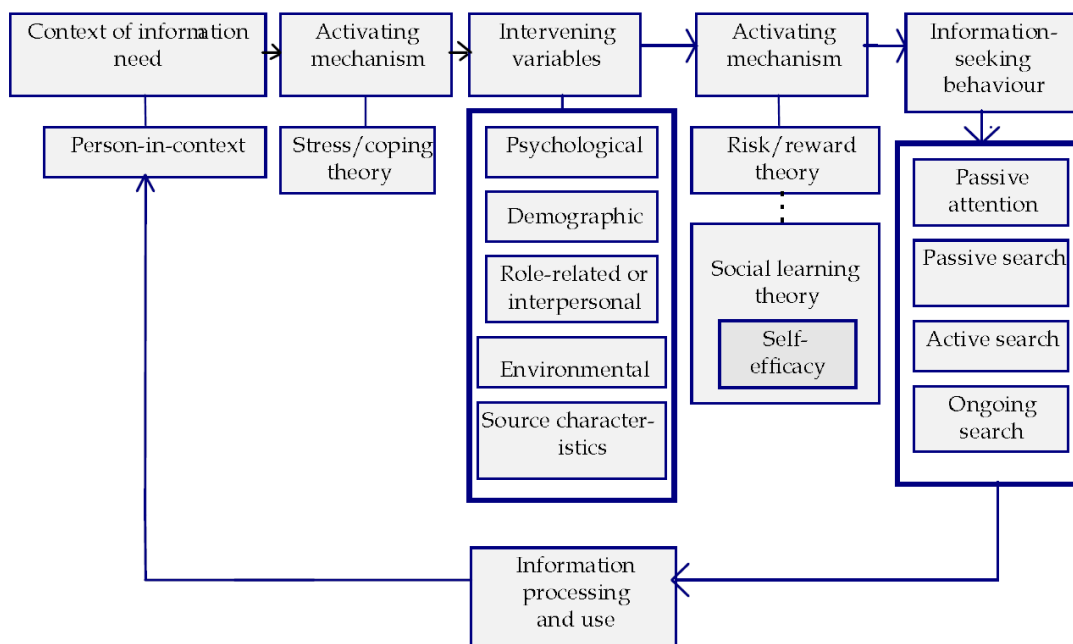 Context of information
need
Activating
mechanism
Intervening
variables
Activating
mechanism
Information-
seeking
behaviour
Person-in-context
Stress/coping
theory
Psychological
Demographic
Role-related or
interpersonal
Environmental
Source character-
istics
Risk/reward
theory
Social learning
theory
Self-
efficacy
Passive
attention
Passive search
Active search
Ongoing
search
Information
processing
and use